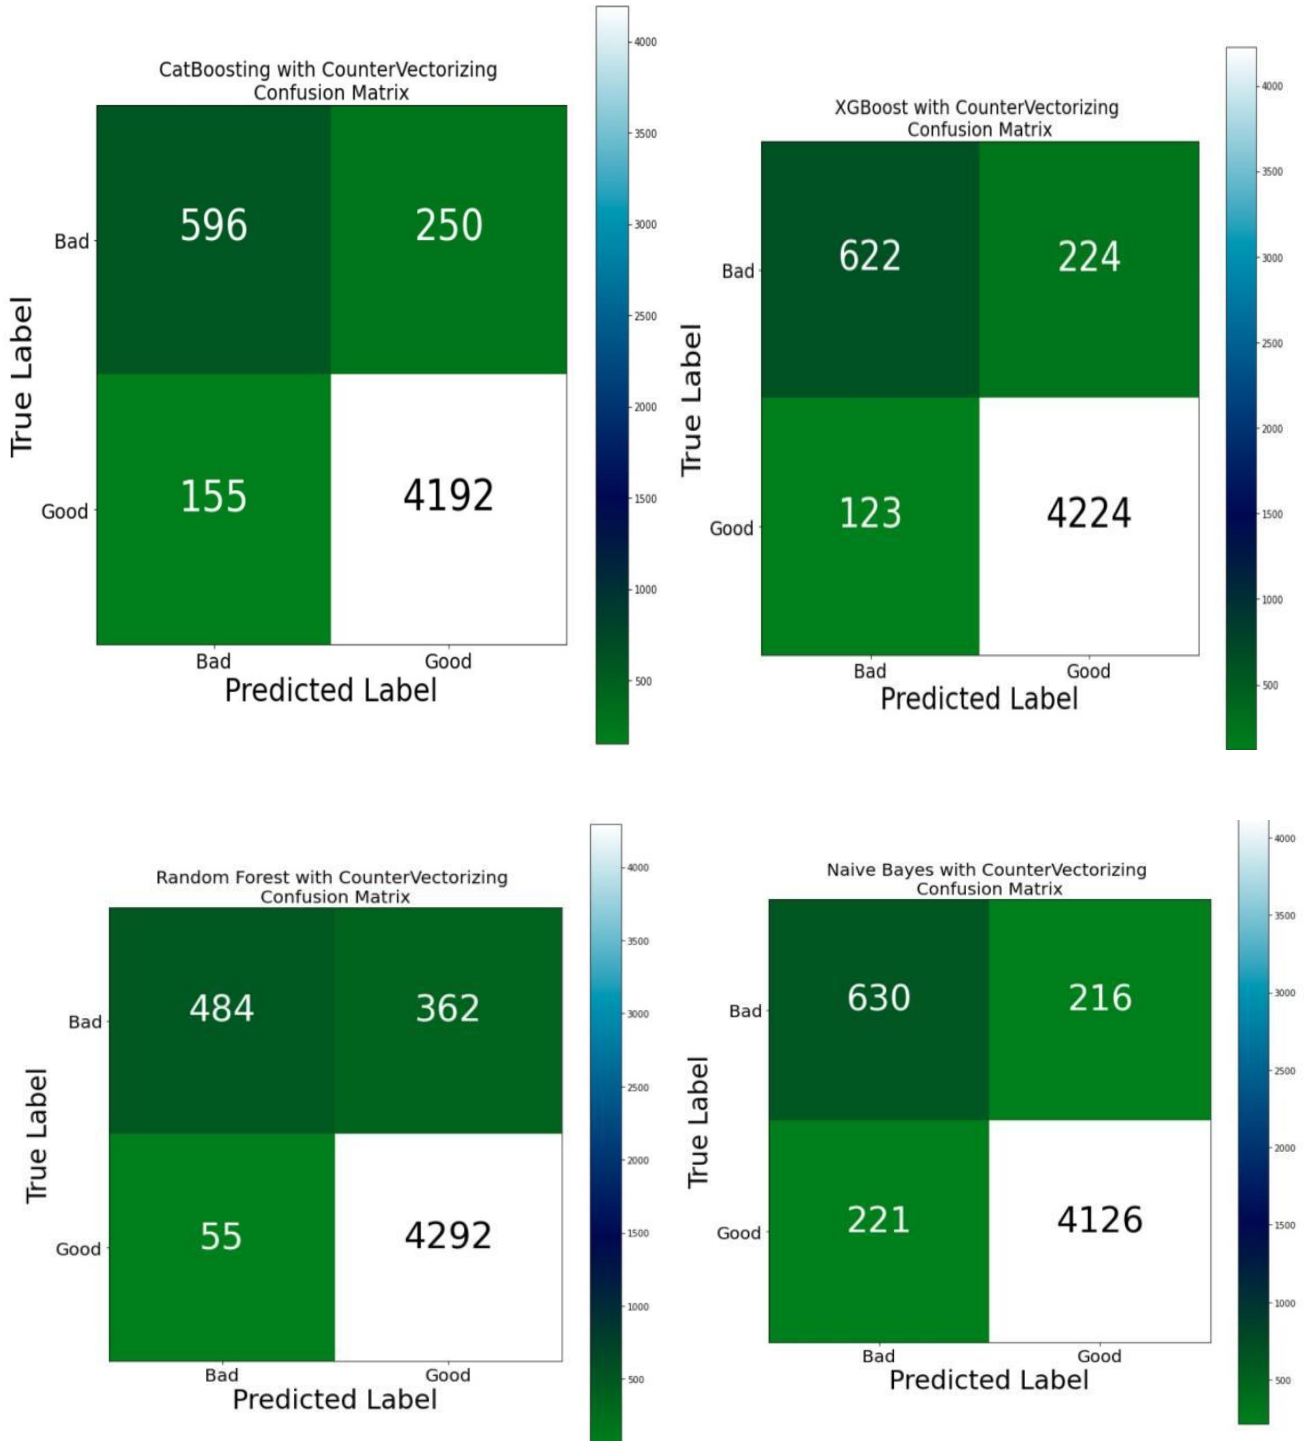 CatBoosting with CounterVectorizing
Confusion Matrix
596 250
Bad
155 4192
Good
True Label
Bad Good
Predicted Label
4000
3500
3000
2500
2000
1500
1000
500
XGBoost with CounterVectorizing
Confusion Matrix
622 224
Bad
123 4224
Good
True Label
Bad Good
Predicted Label
4000
3500
3000
2500
2000
1500
1000
500
Random Forest with CounterVectorizing
Confusion Matrix
484 362
Bad
55 4292
Good
True Label
Bad Good
Predicted Label
4000
3500
3000
2500
2000
1500
1000
500
Naive Bayes with CounterVectorizing
Confusion Matrix
630 216
Bad
221 4126
Good
True Label
Bad Good
Predicted Label
4000
3500
3000
2500
2000
1500
1000
500